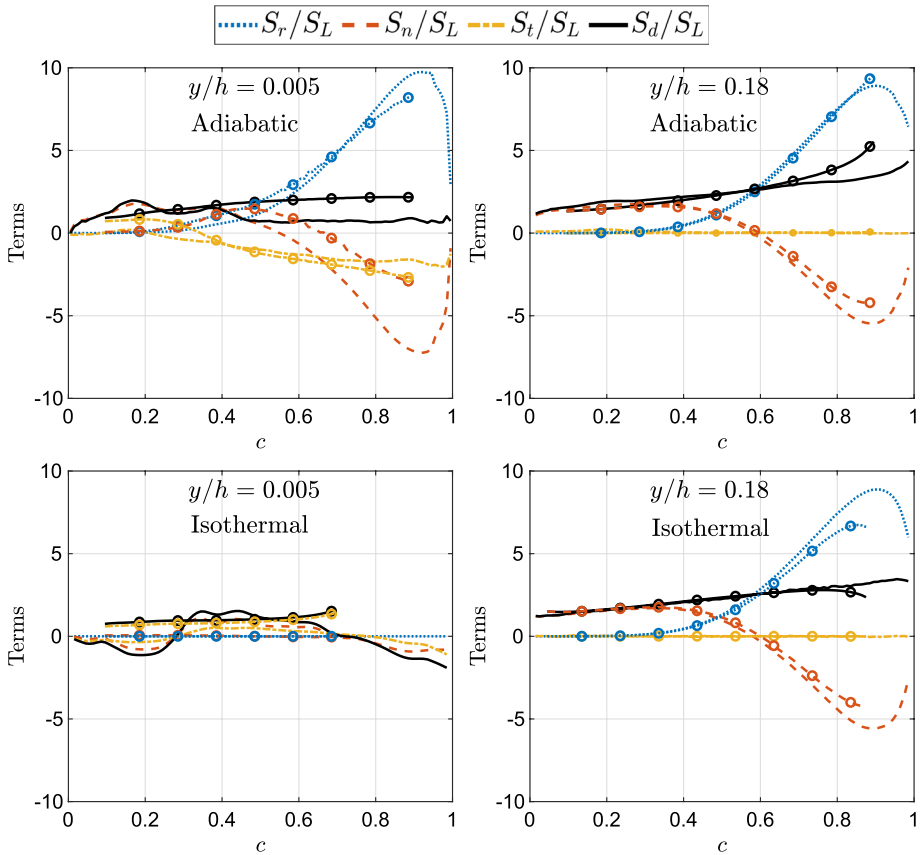 S_r/S_L S_n/S_L S_t/S_L S_d/S_L
y/h = 0.005
Adiabatic
Terms
10
5
0
-5
-10
0 0.2 0.4 0.6 0.8 1
c
y/h = 0.18
Adiabatic
Terms
10
5
0
-5
-10
0 0.2 0.4 0.6 0.8 1
c
y/h = 0.005
Isothermal
Terms
10
5
0
-5
-10
0 0.2 0.4 0.6 0.8 1
c
y/h = 0.18
Isothermal
Terms
10
5
0
-5
-10
0 0.2 0.4 0.6 0.8 1
c